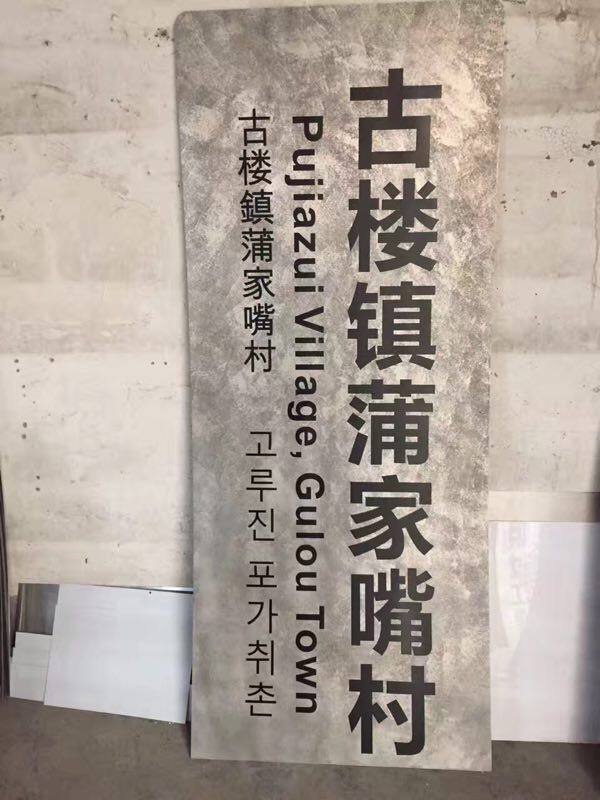 古楼镇蒲家嘴村
Pujiazui Village, Gulou Town
古楼鎮蒲家嘴村 고루진 포가취촌